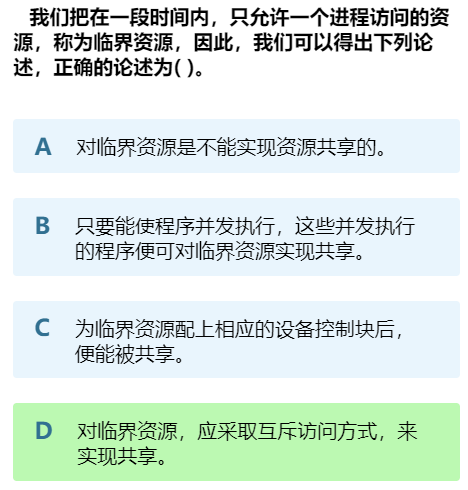 我们把在一段时间内，只允许一个进程访问的资
源，称为临界资源，因此，我们可以得出下列论
述，正确的论述为( )。
A 对临界资源是不能实现资源共享的。
B 只要能使程序并发执行，这些并发执行
的程序便可对临界资源实现共享。
C 为临界资源配上相应的设备控制块后，
便能被共享。
D 对临界资源，应采取互斥访问方式，来
实现共享。